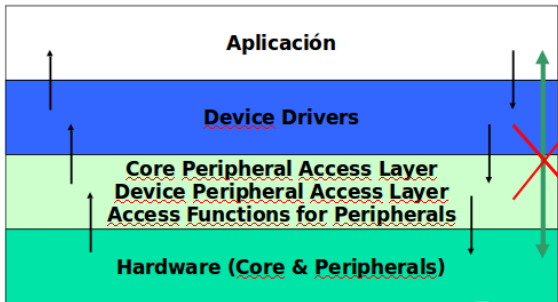 Aplicación
Device Drivers
Core Peripheral Access Layer
Device Peripheral Access Layer
Access Functions for Peripherals
Hardware (Core & Peripherals)